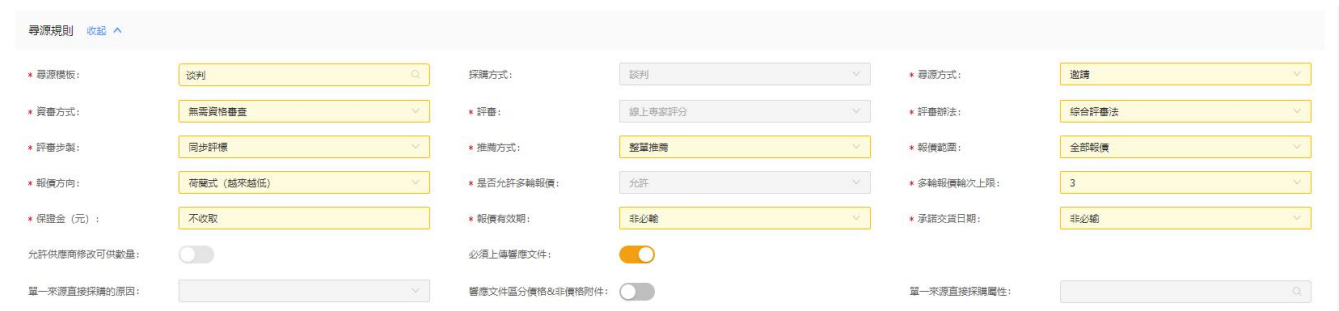 尋源規則 收起
* 尋源模板: 谈判 採購方式: 談判 * 尋源方式: 邀請
* 資審方式: 無需資格審查 * 評審: 線上专家評分 * 評審辦法: 綜合評審法
* 評審步製: 同步評標 * 推薦方式: 整單推薦 * 報價範圍: 全部報價
* 報價方向: 荷蘭式（越來越低） * 是否允許多輪報價: 允許 * 多輪報價輪次上限: 3
* 保證金（元）: 不收取 * 報價有效期: 非必輸 * 承諾交貨日期: 非必輸
允許供應商修改可供數量: 必須上傳響應文件:
單一來源直接採購的原因: 響應文件區分價格&非價格附件: 單一來源直接採購屬性: